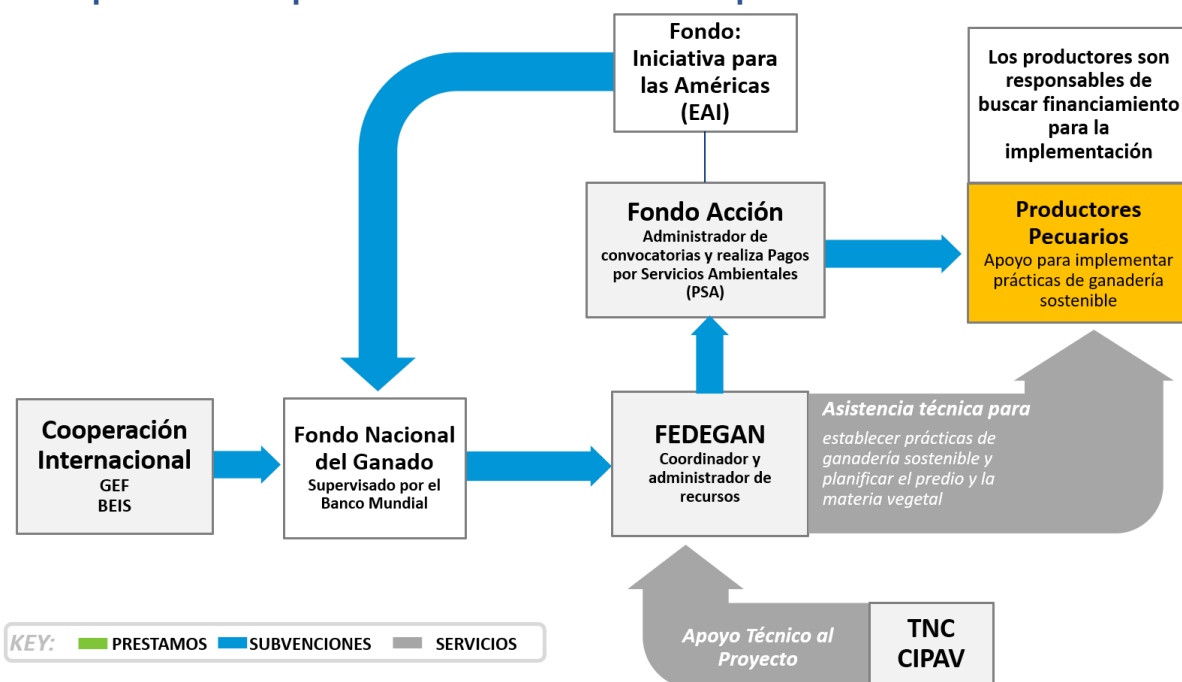 Fondo:
Iniciativa para
las Américas
(EAI)
Los productores son
responsables de
buscar financiamiento
para la
implementación
Fondo Acción
Administrador de
convocatorias y realiza Pagos
por Servicios Ambientales
(PSA)
Productores
Pecuarios
Apoyo para implementar
prácticas de ganadería
sostenible
Cooperación
Internacional
GEF
BEIS
Fondo Nacional
del Ganado
Supervisado por el
Banco Mundial
FEDEGAN
Coordinador y
administrador de
recursos
Asistencia técnica para
establecer prácticas de
ganadería sostenible y
planificar el predio y la
materia vegetal
Apoyo Técnico al
Proyecto
TNC
CIPAV
KEY: PRESTAMOS SUBVENCIONES SERVICIOS